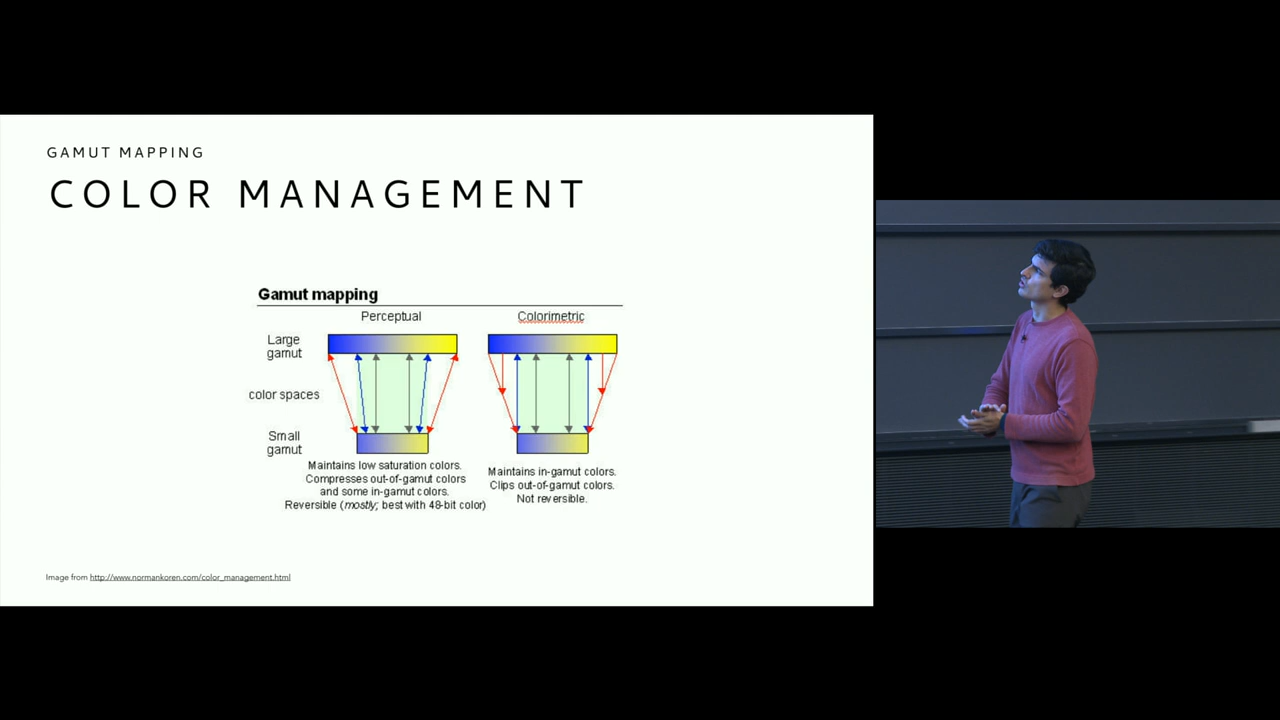 GAMUT MAPPING
COLOR MANAGEMENT
Gamut mapping
Perceptual
Colorimetric
Large
gamut
color spaces
Small
gamut
Maintains low saturation colors.
Compresses out-of-gamut colors
and some in-gamut colors.
Reversible (mostly; best with 48-bit color)
Maintains in-gamut colors.
Clips out-of-gamut colors.
Not reversible.
Image from http://www.normankoren.com/color_management.html